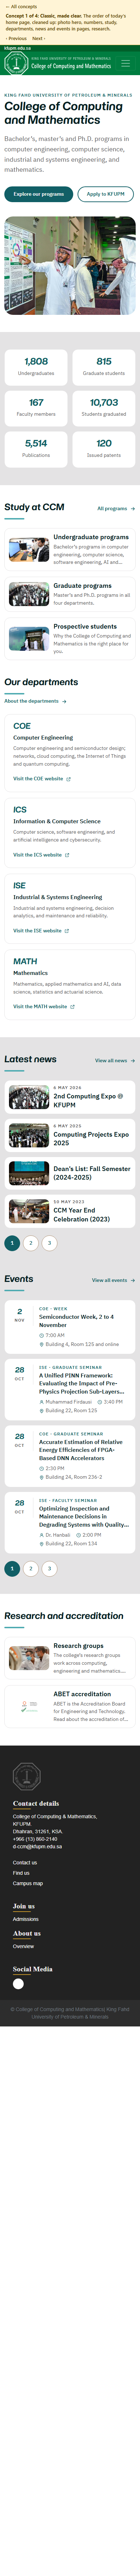 ← All concepts
Concept 1 of 4: Classic, made clear. The order today's
home page, cleaned up: photo hero, numbers, study,
departments, news and events in pages, research.
‹ Previous Next ›
kfupm.edu.sa
KING FAHD UNIVERSITY OF PETROLEUM & MINERALS
College of Computing and Mathematics
KING FAHD UNIVERSITY OF PETROLEUM & MINERALS
College of Computing and
Mathematics
Bachelor's, master's and Ph.D. programs in
computer engineering, computer science,
industrial and systems engineering, and
mathematics.
Explore our programs
Apply to KFUPM
1,808
Undergraduates
815
Graduate students
167
Faculty members
10,703
Students graduated
5,514
Publications
120
Issued patents
Study at CCM
All programs →
Undergraduate programs
Bachelor's programs in computer
engineering, computer science,
software engineering, AI and…
Graduate programs
Master's and Ph.D. programs in all
four departments.
Prospective students
Why the College of Computing and
Mathematics is the right place for
you.
Our departments
About the departments →
COE
Computer Engineering
Computer engineering and semiconductor design;
networks, cloud computing, the Internet of Things
and quantum computing.
Visit the COE website
ICS
Information & Computer Science
Computer science, software engineering, and
artificial intelligence and cybersecurity.
Visit the ICS website
ISE
Industrial & Systems Engineering
Industrial and systems engineering, decision
analytics, and maintenance and reliability.
Visit the ISE website
MATH
Mathematics
Mathematics, applied mathematics and AI, data
science, statistics and actuarial science.
Visit the MATH website
Latest news
View all news →
6 MAY 2026
2nd Computing Expo @
KFUPM
6 MAY 2025
Computing Projects Expo
2025
Dean's List: Fall Semester
(2024-2025)
30 MAY 2023
CCM Year End
Celebration (2023)
1 2 3
Events
View all events →
2
NOV
COE · WEEK
Semiconductor Week, 2 to 4
November
7:00 AM
Building 4, Room 125 and online
28
OCT
ISE · GRADUATE SEMINAR
A Unified PINN Framework:
Evaluating the Impact of Pre-
Physics Projection Sub-Layers…
Muhammad Firdausi 3:40 PM
Building 22, Room 125
28
OCT
COE · GRADUATE SEMINAR
Accurate Estimation of Relative
Energy Efficiencies of FPGA-
Based DNN Accelerators
2:20 PM
Building 24, Room 236-2
28
OCT
ISE · FACULTY SEMINAR
Optimizing Inspection and
Maintenance Decisions in
Degrading Systems with Quality…
Dr. Hanbali 2:00 PM
Building 22, Room 134
1 2 3
Research and accreditation
Research groups
The college's research groups
work across computing,
engineering and mathematics.…
ABET accreditation
ABET is the Accreditation Board
for Engineering and Technology.
Read about the accreditation of…
Contact details
College of Computing & Mathematics,
KFUPM.
Dhahran, 31261, KSA.
+966 (13) 860-2140
d-ccm@kfupm.edu.sa
Contact us
Find us
Campus map
Join us
Admissions
About us
Overview
Social Media
© College of Computing and Mathematics| King Fahd
University of Petroleum & Minerals